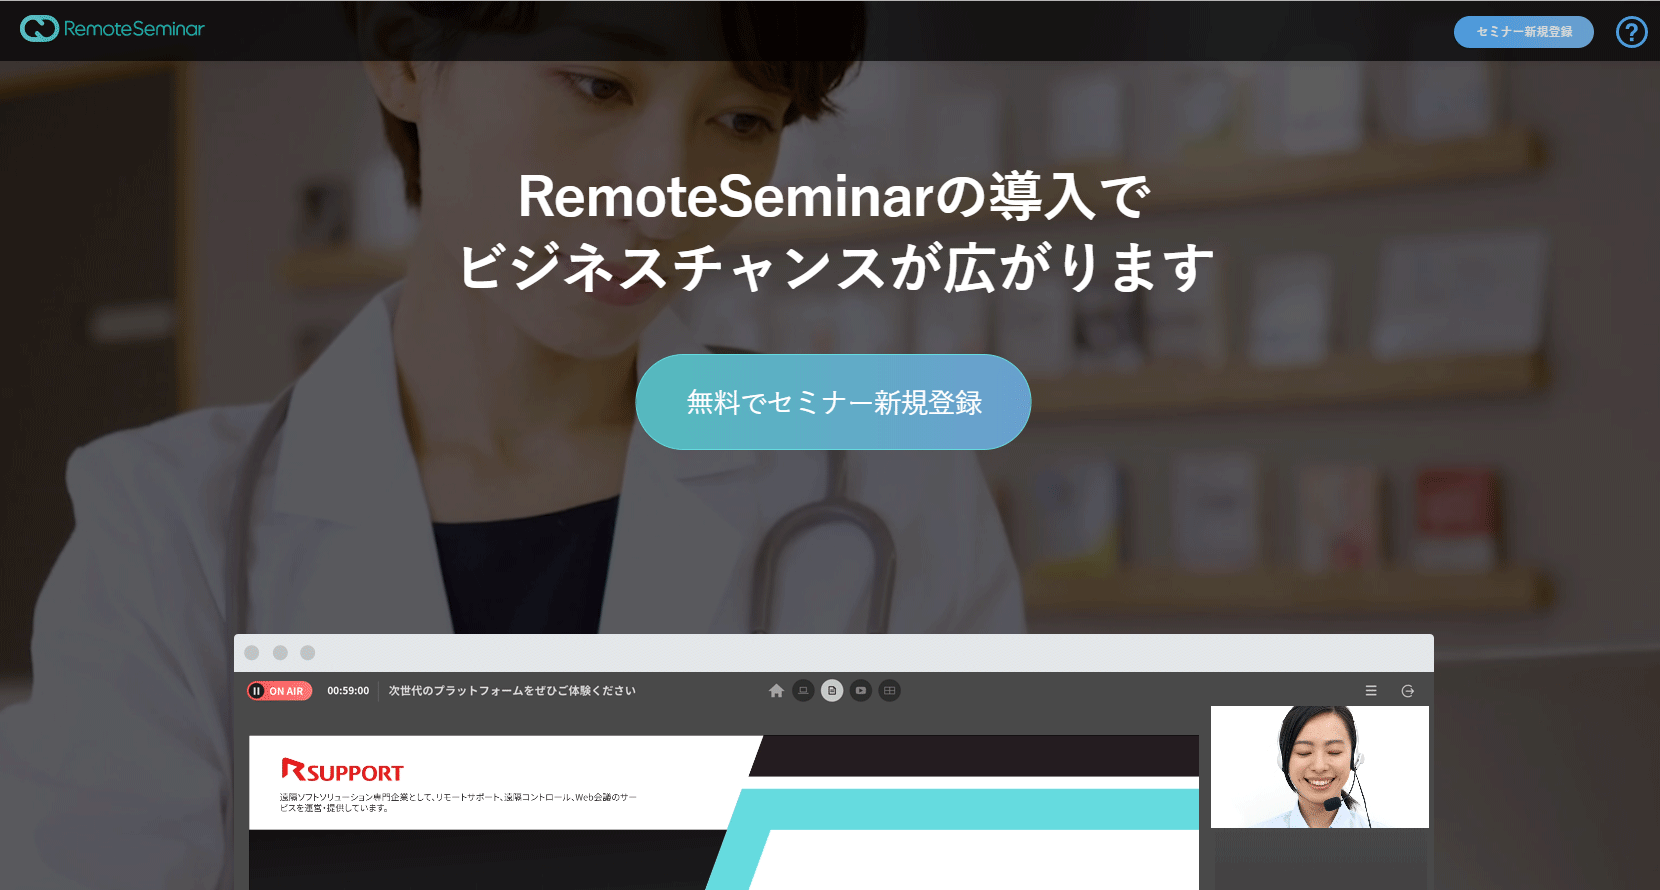 RemoteSeminar
セミナー新規登録
?
RemoteSeminarの導入で
ビジネスチャンスが広がります
無料でセミナー新規登録
ON AIR
00:59:00
次世代のプラットフォームをぜひご体験ください
RSUPPORT
遠隔ソフトソリューション専門企業として、リモートサポート、遠隔コントロール、Web会議のサー
ビスを運営・提供しています。